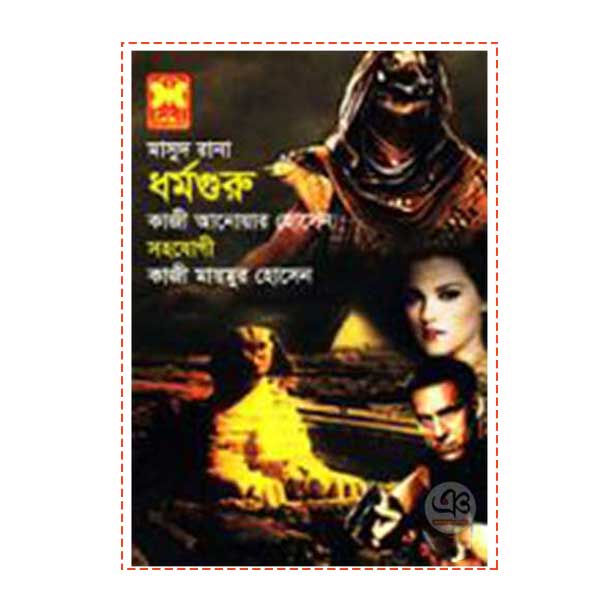 সেবা
মাসুদ রানা
ধর্মগুরু
কাজী আনোয়ার হোসেন
সহযোগী
কাজী মায়মুর হোসেন